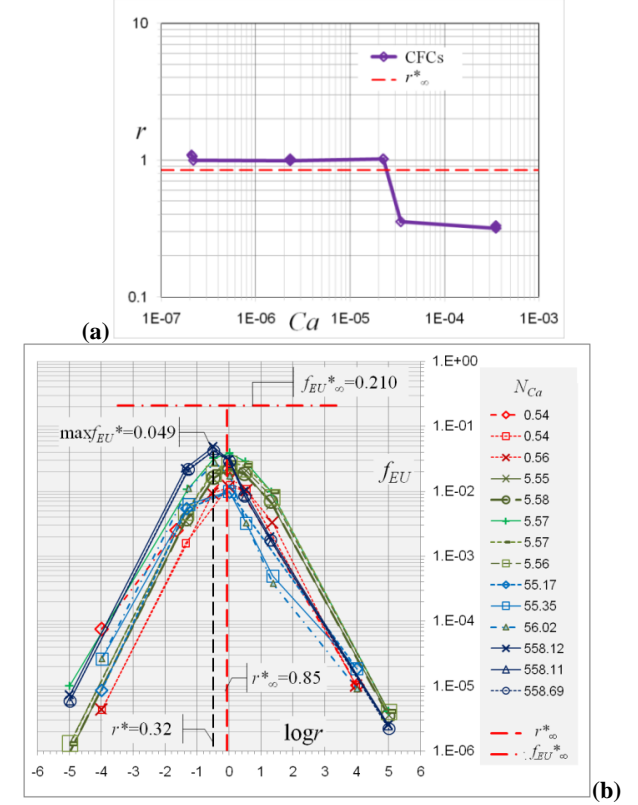 10
1
0.1
r
CFCs
r*∞
1E-07
1E-06
1E-05
1E-04
1E-03
Ca
(a)
fEU*∞=0.210
maxfEU*=0.049
fEU
r*∞=0.85
r*=0.32
logr
1.E+00
1.E-01
1.E-02
1.E-03
1.E-04
1.E-05
1.E-06
-6 -5 -4 -3 -2 -1 0 1 2 3 4 5 6
NCa
0.54
0.54
0.56
5.55
5.58
5.57
5.57
5.56
55.17
55.35
56.02
558.12
558.11
558.69
r*∞
fEU*∞
(b)